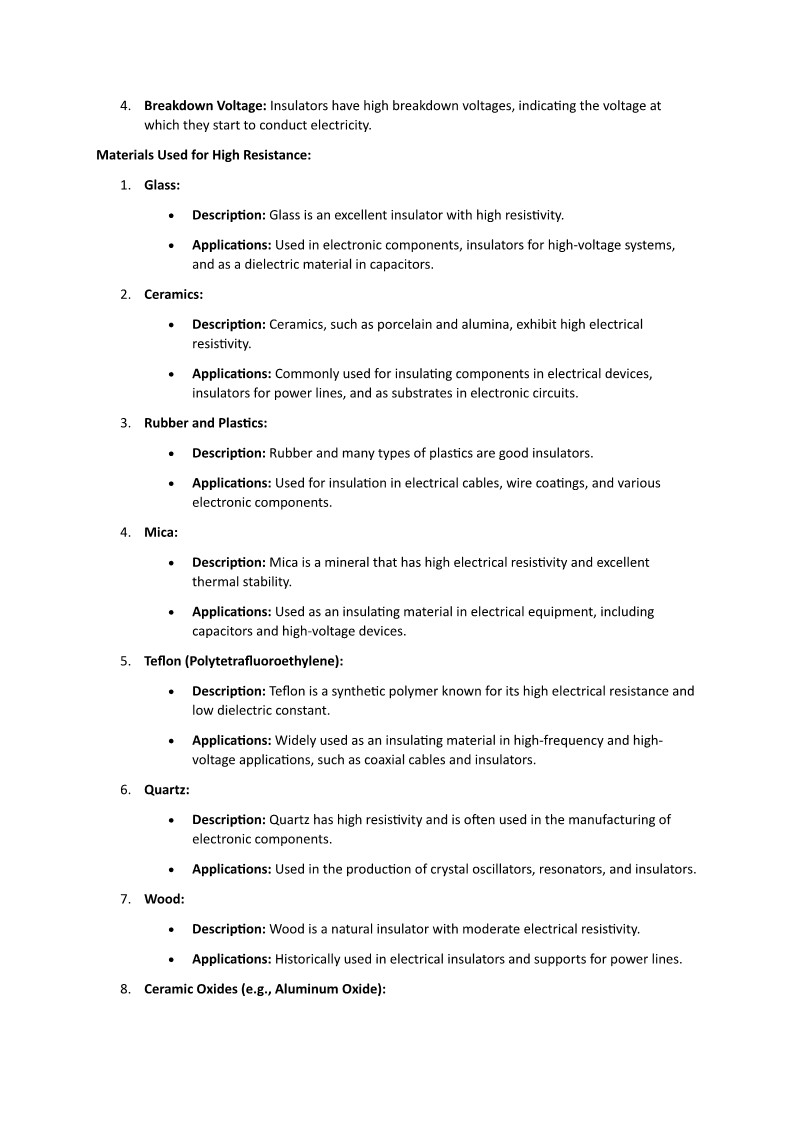 4. Breakdown Voltage: Insulators have high breakdown voltages, indicating the voltage at
which they start to conduct electricity.
Materials Used for High Resistance:
1. Glass:
• Description: Glass is an excellent insulator with high resistivity.
• Applications: Used in electronic components, insulators for high-voltage systems,
and as a dielectric material in capacitors.
2. Ceramics:
• Description: Ceramics, such as porcelain and alumina, exhibit high electrical
resistivity.
• Applications: Commonly used for insulating components in electrical devices,
insulators for power lines, and as substrates in electronic circuits.
3. Rubber and Plastics:
• Description: Rubber and many types of plastics are good insulators.
• Applications: Used for insulation in electrical cables, wire coatings, and various
electronic components.
4. Mica:
• Description: Mica is a mineral that has high electrical resistivity and excellent
thermal stability.
• Applications: Used as an insulating material in electrical equipment, including
capacitors and high-voltage devices.
5. Teflon (Polytetrafluoroethylene):
• Description: Teflon is a synthetic polymer known for its high electrical resistance and
low dielectric constant.
• Applications: Widely used as an insulating material in high-frequency and high-
voltage applications, such as coaxial cables and insulators.
6. Quartz:
• Description: Quartz has high resistivity and is often used in the manufacturing of
electronic components.
• Applications: Used in the production of crystal oscillators, resonators, and insulators.
7. Wood:
• Description: Wood is a natural insulator with moderate electrical resistivity.
• Applications: Historically used in electrical insulators and supports for power lines.
8. Ceramic Oxides (e.g., Aluminum Oxide):